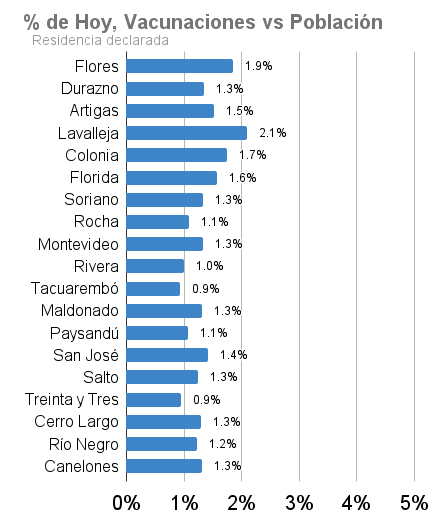 % de Hoy, Vacunaciones vs Población
Residencia declarada
Flores 1.9%
Durazno 1.3%
Artigas 1.5%
Lavalleja 2.1%
Colonia 1.7%
Florida 1.6%
Soriano 1.3%
Rocha 1.1%
Montevideo 1.3%
Rivera 1.0%
Tacuarembó 0.9%
Maldonado 1.3%
Paysandú 1.1%
San José 1.4%
Salto 1.3%
Treinta y Tres 0.9%
Cerro Largo 1.3%
Río Negro 1.2%
Canelones 1.3%
0% 1% 2% 3% 4% 5%